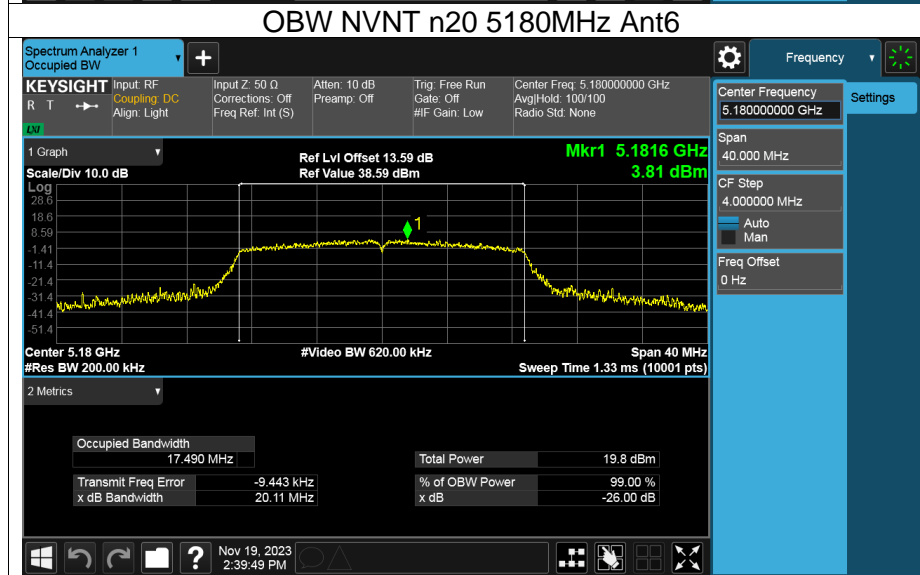 OBW NVNT n20 5180MHz Ant6
Spectrum Analyzer 1
Occupied BW
+
Frequency
KEYSIGHT
R T
LXI
Input: RF
Coupling: DC
Align: Light
Input Z: 50 Ω
Corrections: Off
Freq Ref: Int (S)
Atten: 10 dB
Preamp: Off
Trig: Free Run
Gate: Off
#IF Gain: Low
Center Freq: 5.180000000 GHz
Avg|Hold: 100/100
Radio Std: None
Center Frequency
5.180000000 GHz
Settings
Span
40.000 MHz
CF Step
4.000000 MHz
Auto
Man
Freq Offset
0 Hz
1 Graph
Ref Lvl Offset 13.59 dB
Mkr1 5.1816 GHz
Scale/Div 10.0 dB
Ref Value 38.59 dBm
3.81 dBm
Log
28.6
18.6
8.59
-1.41
-11.4
-21.4
-31.4
-41.4
-51.4
1
Center 5.18 GHz
#Video BW 620.00 kHz
Span 40 MHz
#Res BW 200.00 kHz
Sweep Time 1.33 ms (10001 pts)
2 Metrics
Occupied Bandwidth
17.490 MHz
Total Power 19.8 dBm
Transmit Freq Error -9.443 kHz
% of OBW Power 99.00 %
x dB Bandwidth 20.11 MHz
x dB -26.00 dB
?
Nov 19, 2023
2:39:49 PM